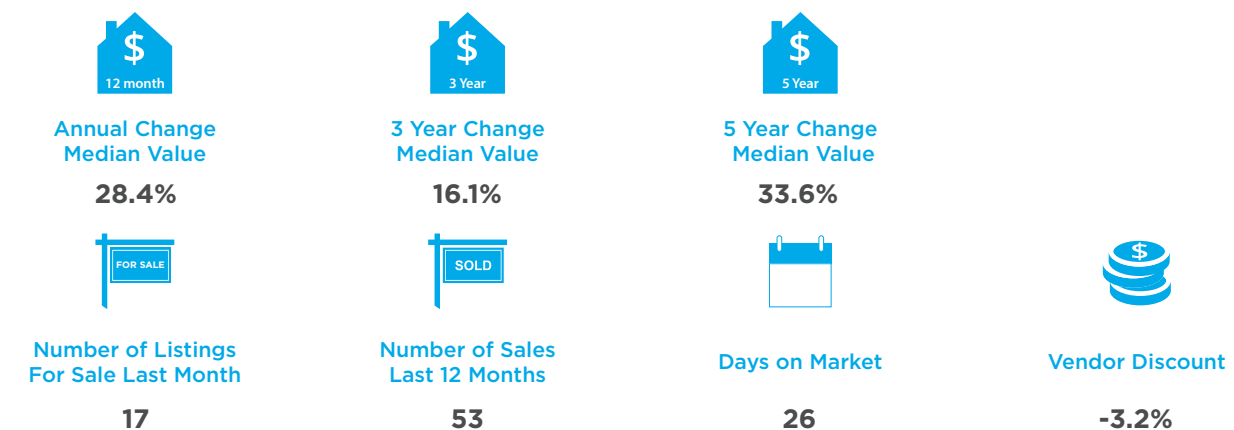 $
12 month
$
3 Year
$
5 Year
Annual Change
Median Value
28.4%
3 Year Change
Median Value
16.1%
5 Year Change
Median Value
33.6%
FOR SALE
SOLD
$
Number of Listings
For Sale Last Month
17
Number of Sales
Last 12 Months
53
Days on Market
26
Vendor Discount
-3.2%